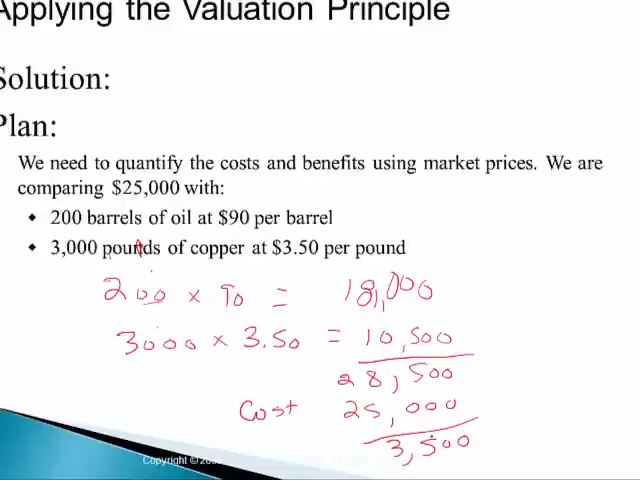 Applying the Valuation Principle
Solution:
Plan:
We need to quantify the costs and benefits using market prices. We are
comparing $25,000 with:
◆ 200 barrels of oil at $90 per barrel
◆ 3,000 pounds of copper at $3.50 per pound
200 × 90 = 18,000
3000 × 3.50 = 10,500
28,500
Cost 25,000
3,500
Copyright ©